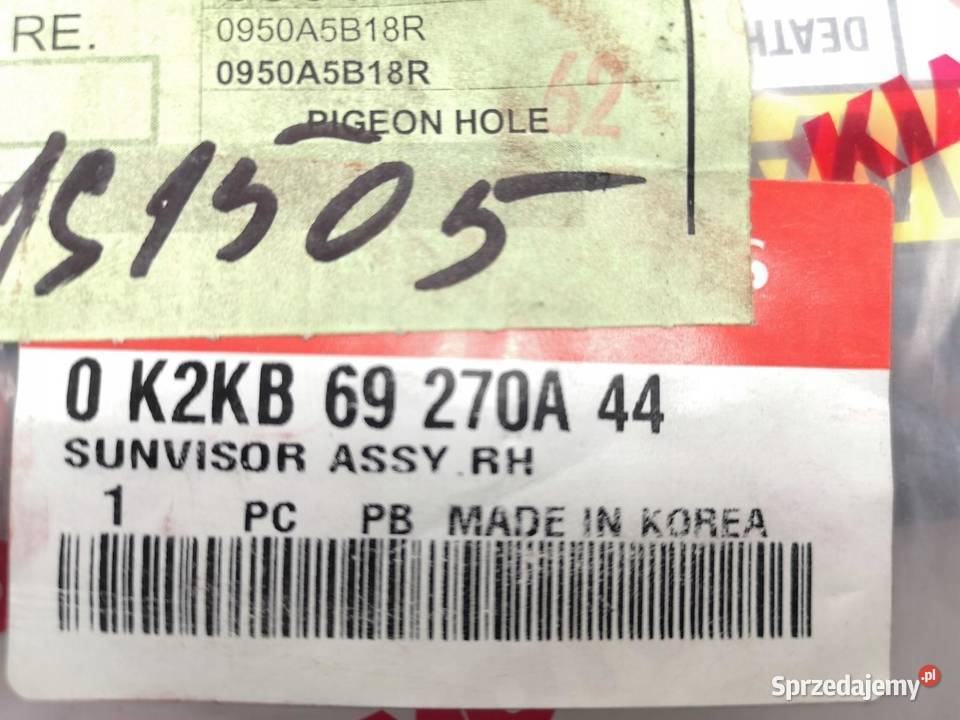 RE.
0950A5B18R
0950A5B18R
62
PIGEON HOLE
151505
DEATH
0 K2KB 69 270A 44
SUNVISOR ASSY.RH
1 PC PB MADE IN KOREA
Sprzedajemy.pl